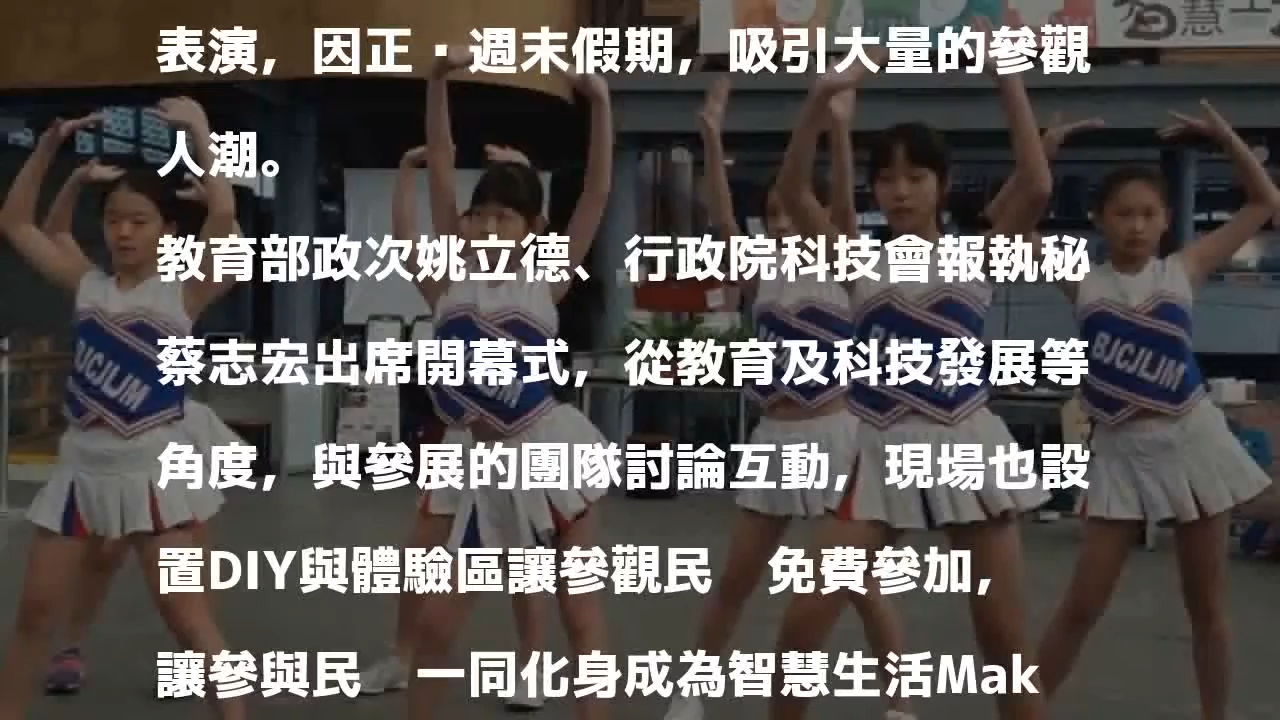 智慧
表演，因正·週末假期，吸引大量的參觀
人潮。
教育部政次姚立德、行政院科技會報執秘
蔡志宏出席開幕式，從教育及科技發展等
角度，與參展的團隊討論互動，現場也設
置DIY與體驗區讓參觀民　免費參加，
讓參與民　一同化身成為智慧生活Mak
BJCJLJM
BJCJLJM